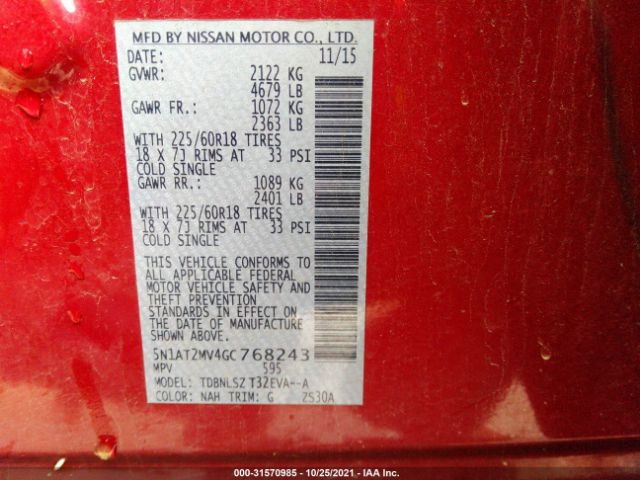 MFD BY NISSAN MOTOR CO., LTD.
DATE: 11/15
GVWR: 2122 KG
4679 LB
GAWR FR.: 1072 KG
2363 LB
WITH 225/60R18 TIRES
18 X 7J RIMS AT 33 PSI
COLD SINGLE
GAWR RR.: 1089 KG
2401 LB
WITH 225/60R18 TIRES
18 X 7J RIMS AT 33 PSI
COLD SINGLE
THIS VEHICLE CONFORMS TO
ALL APPLICABLE FEDERAL
MOTOR VEHICLE SAFETY AND
THEFT PREVENTION
STANDARDS IN EFFECT ON
THE DATE OF MANUFACTURE
SHOWN ABOVE.
5N1AT2MV4GC768243
MPV 595
MODEL: TDBNLSZ T32EVA--A
COLOR: NAH TRIM: G ZS30A
000-31570985 - 10/25/2021 - IAA Inc.